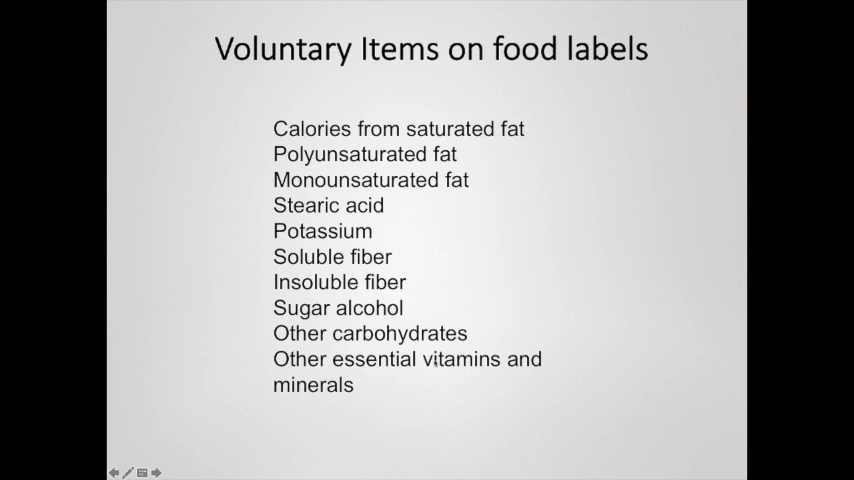 Voluntary Items on food labels
Calories from saturated fat
Polyunsaturated fat
Monounsaturated fat
Stearic acid
Potassium
Soluble fiber
Insoluble fiber
Sugar alcohol
Other carbohydrates
Other essential vitamins and
minerals